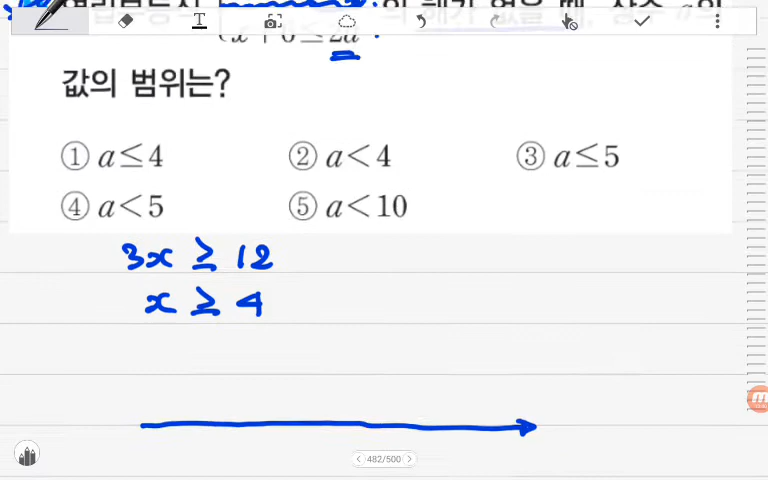 값의 범위는?
① a≤4 ② a<4 ③ a≤5
④ a<5 ⑤ a<10
3x ≥ 12
x ≥ 4
482/500